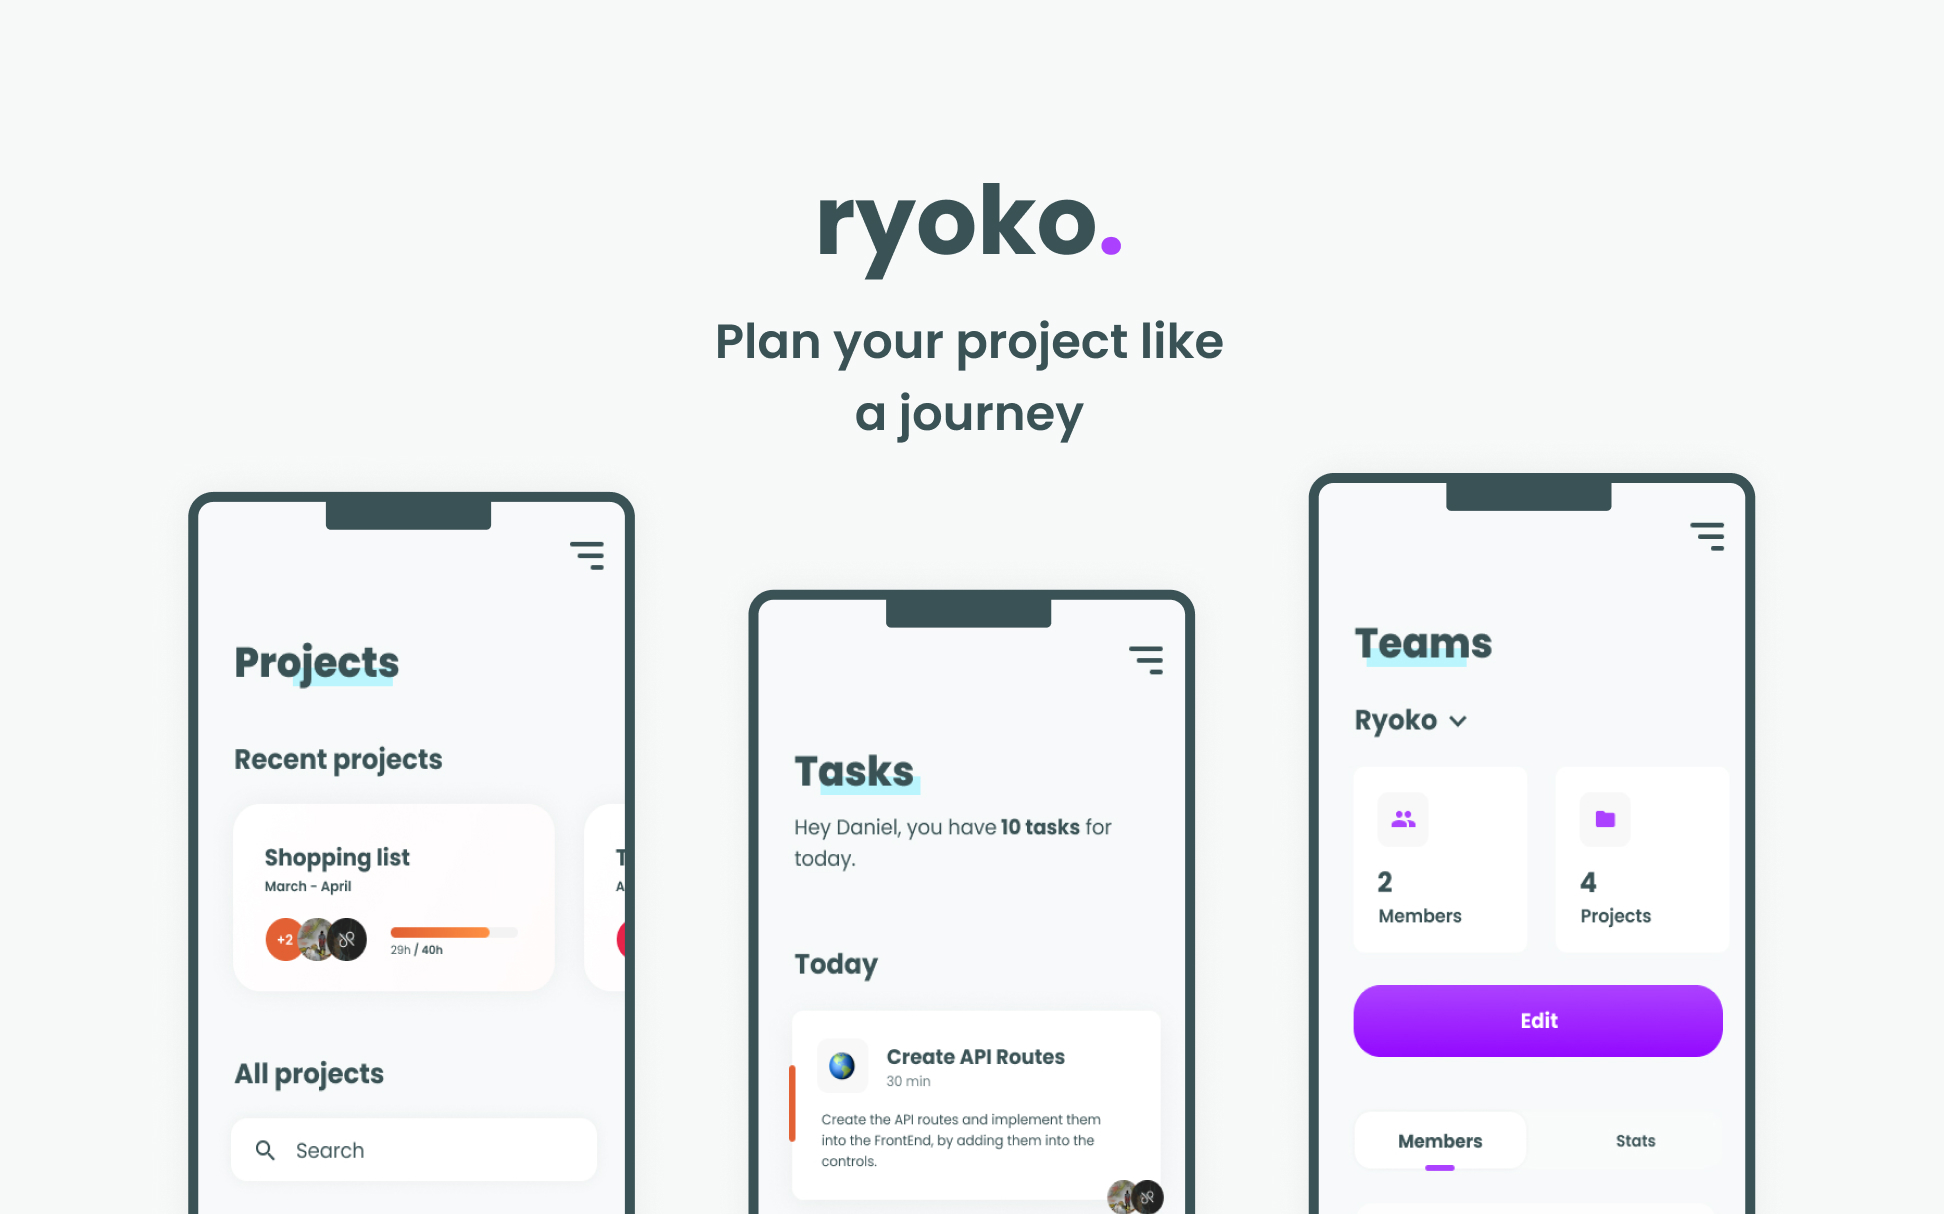 ryoko.
Plan your project like
a journey
Projects
Recent projects
Shopping list
March - April
+2
29h / 40h
T
A
All projects
Search
Tasks
Hey Daniel, you have 10 tasks for
today.
Today
Create API Routes
30 min
Create the API routes and implement them
into the FrontEnd, by adding them into the
controls.
Teams
Ryoko
2
Members
4
Projects
Edit
Members
Stats